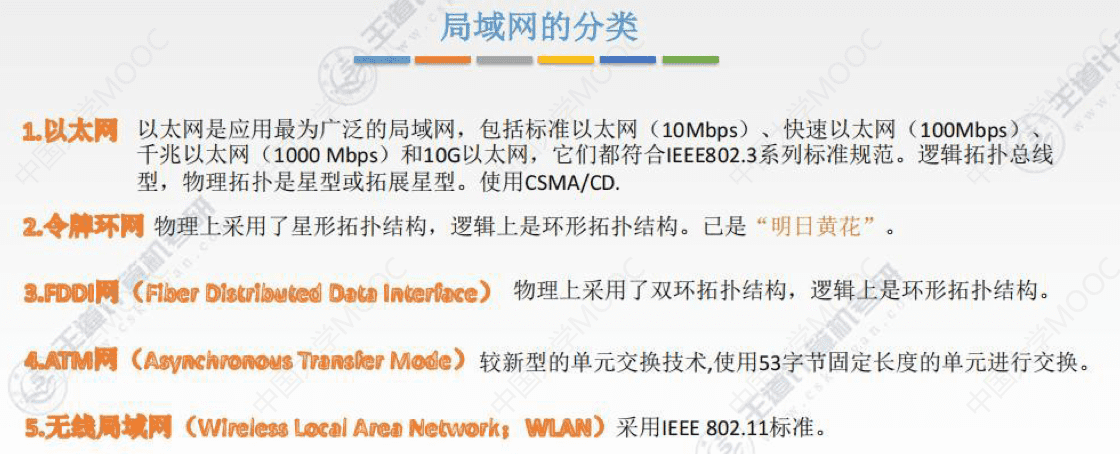 局域网的分类
1.以太网 以太网是应用最为广泛的局域网，包括标准以太网（10Mbps）、快速以太网（100Mbps）、
千兆以太网（1000 Mbps）和10G以太网，它们都符合IEEE802.3系列标准规范。逻辑拓扑总线
型，物理拓扑是星型或拓展星型。使用CSMA/CD.
2.令牌环网 物理上采用了星形拓扑结构，逻辑上是环形拓扑结构。已是“明日黄花”。
3.FDDI网（Fiber Distributed Data Interface） 物理上采用了双环拓扑结构，逻辑上是环形拓扑结构。
4.ATM网（Asynchronous Transfer Mode）较新型的单元交换技术,使用53字节固定长度的单元进行交换。
5.无线局域网（Wireless Local Area Network；WLAN）采用IEEE 802.11标准。